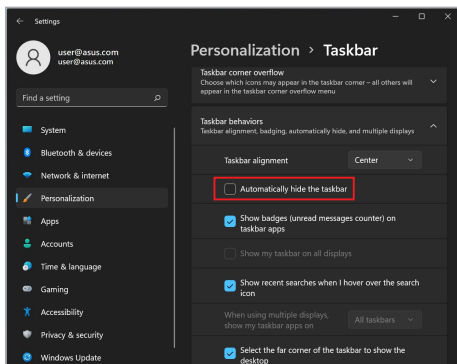 Settings
user@asus.com
user@asus.com
Find a setting
System
Bluetooth & devices
Network & internet
Personalization
Apps
Accounts
Time & language
Gaming
Accessibility
Privacy & security
Windows Update
Personalization > Taskbar
Taskbar corner overflow
Choose which icons may appear in the taskbar corner – all others will
appear in the taskbar corner overflow menu
Taskbar behaviors
Taskbar alignment, badging, automatically hide, and multiple displays
Taskbar alignment
Center
Automatically hide the taskbar
Show badges (unread messages counter) on
taskbar apps
Show my taskbar on all displays
Show recent searches when I hover over the search
icon
When using multiple displays,
show my taskbar apps on
All taskbars
Select the far corner of the taskbar to show the
desktop